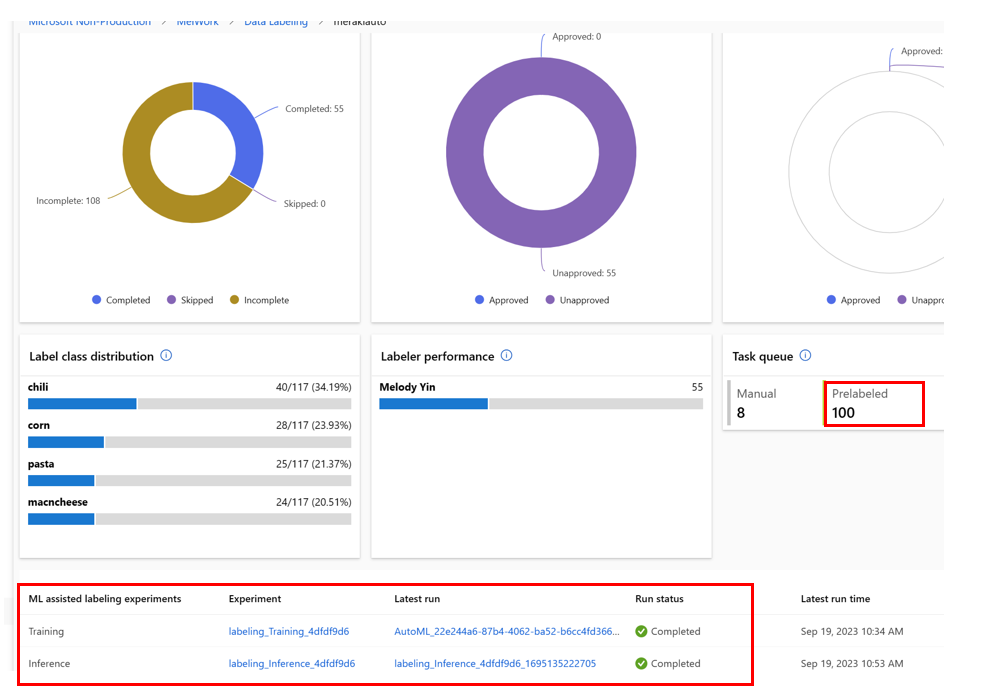 Microsoft Non-Production > MelWork > Data Labeling > merakiauto
Completed: 55
Incomplete: 108
Skipped: 0
Completed Skipped Incomplete
Approved: 0
Unapproved: 55
Approved Unapproved
Approved:
Approved Unappro
Label class distribution
chili 40/117 (34.19%)
corn 28/117 (23.93%)
pasta 25/117 (21.37%)
macncheese 24/117 (20.51%)
Labeler performance
Melody Yin 55
Task queue
Manual Prelabeled
8 100
ML assisted labeling experiments Experiment Latest run Run status Latest run time
Training labeling_Training_4dfdf9d6 AutoML_22e244a6-87b4-4062-ba52-b6cc4fd366... Completed Sep 19, 2023 10:34 AM
Inference labeling_Inference_4dfdf9d6 labeling_Inference_4dfdf9d6_1695135222705 Completed Sep 19, 2023 10:53 AM